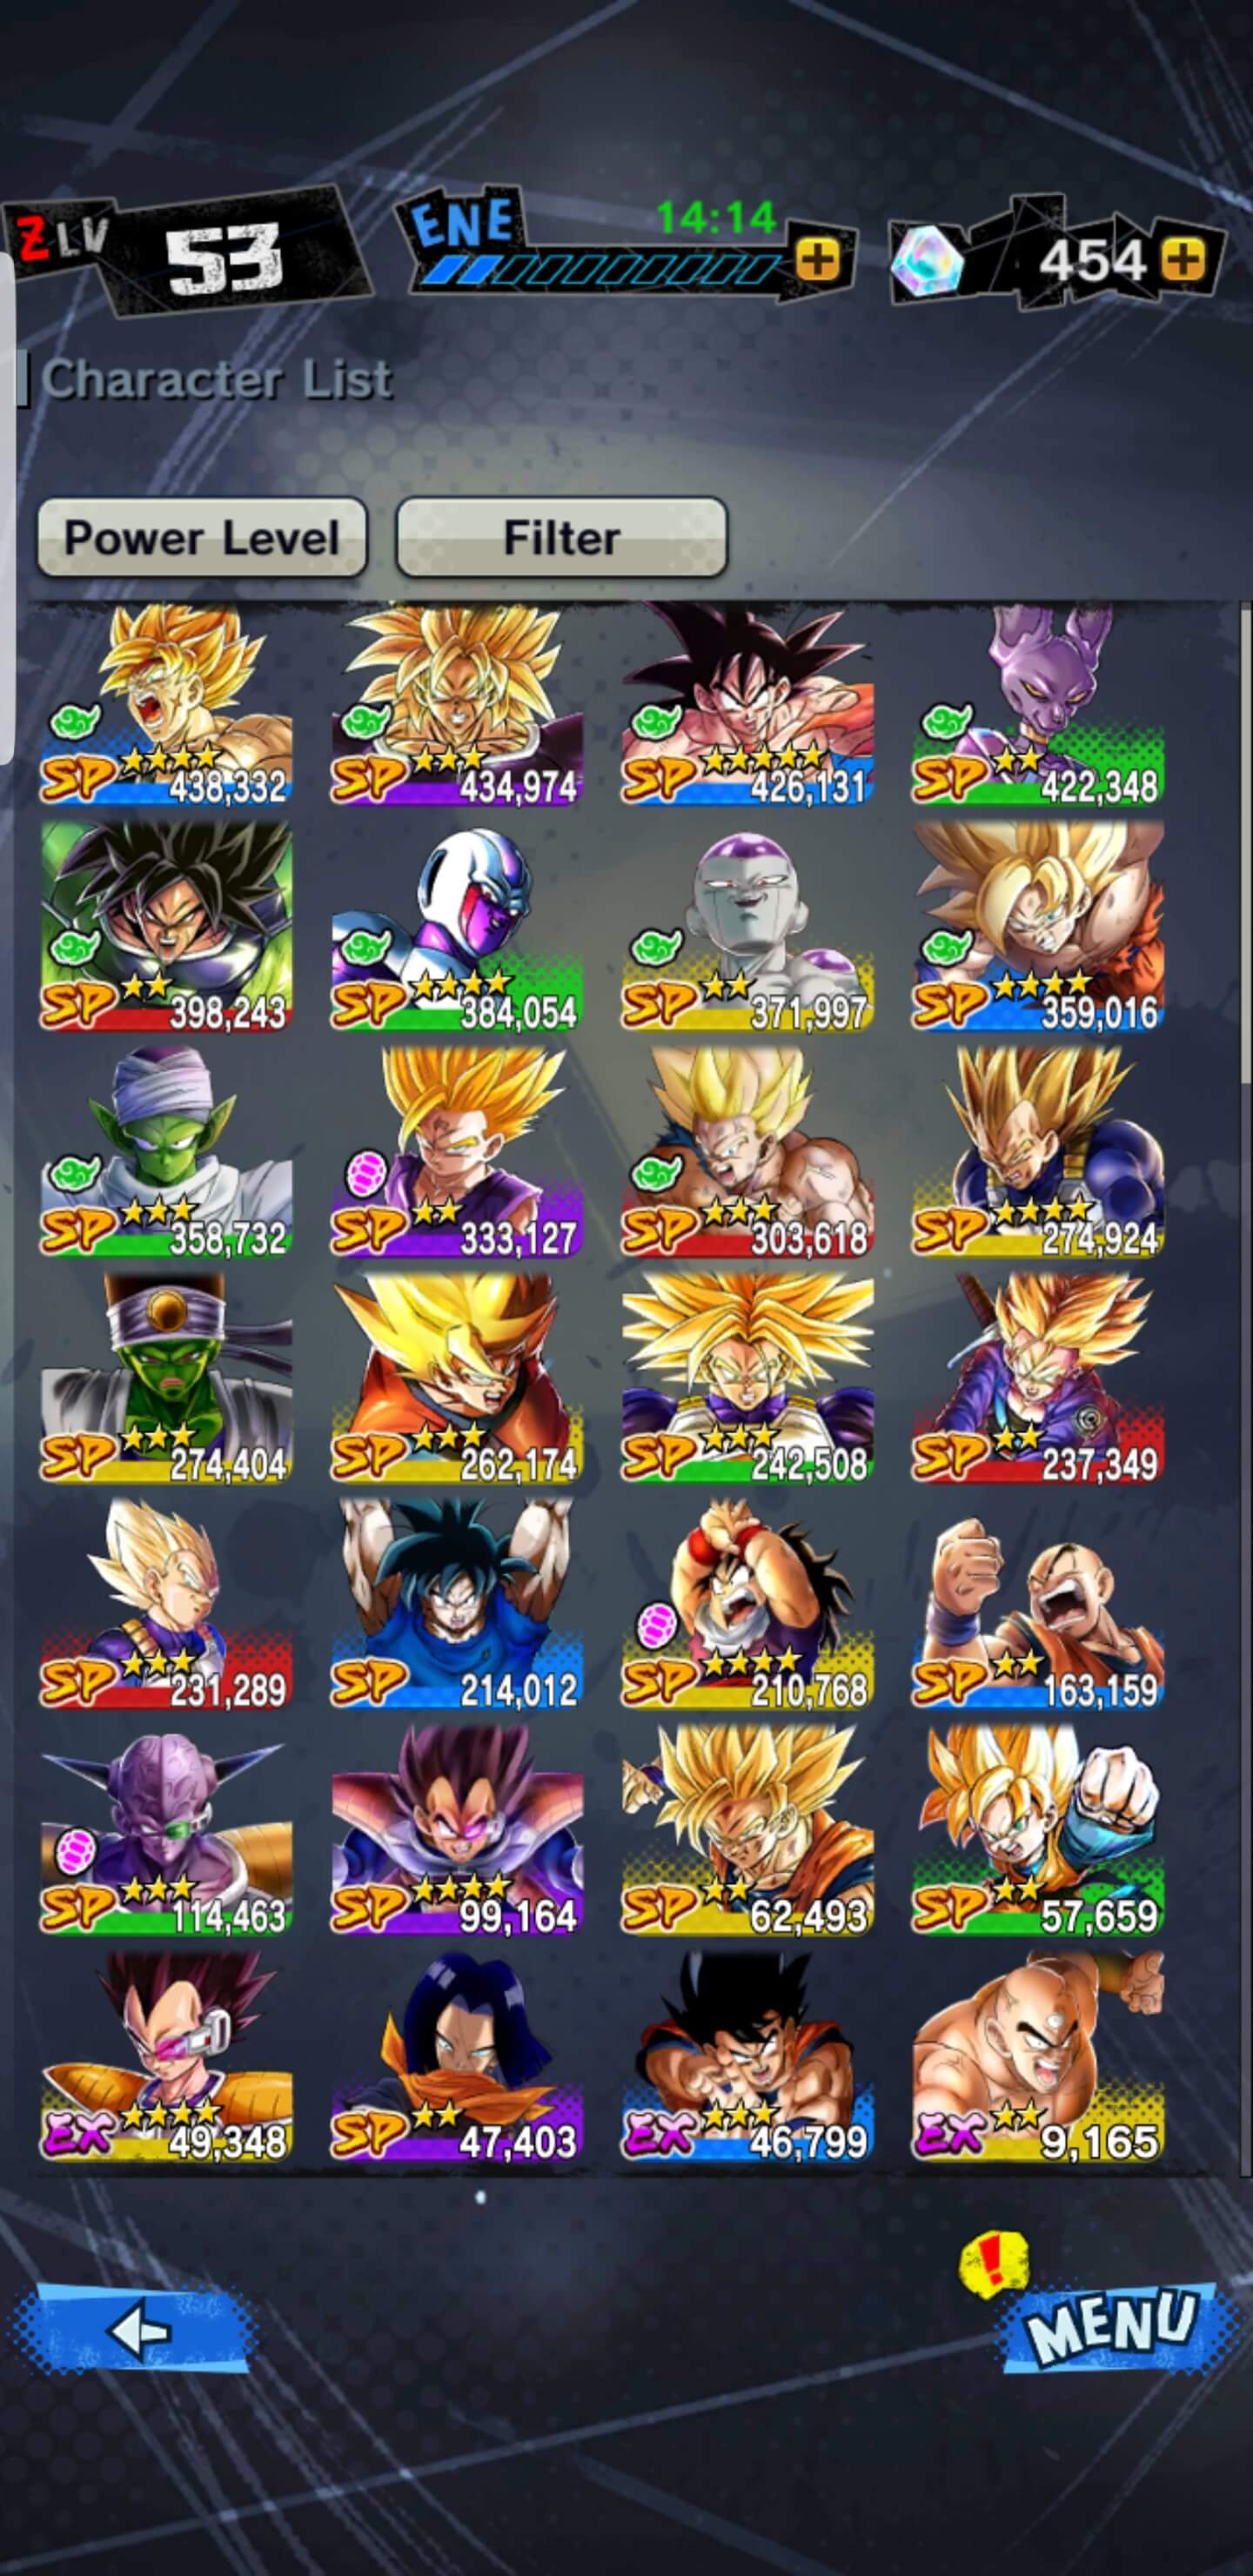 ZLV 53 ENE 14:14 454
Character List
Power Level Filter
SP 438,332 SP 434,974 SP 426,131 SP 422,348
SP 398,243 SP 384,054 SP 371,997 SP 359,016
SP 358,732 SP 333,127 SP 303,618 SP 274,924
SP 274,404 SP 262,174 SP 242,508 SP 237,349
SP 231,289 SP 214,012 SP 210,768 SP 163,159
SP 114,463 SP 99,164 SP 62,493 SP 57,659
EX 49,348 SP 47,403 EX 46,799 EX 9,165
!
MENU